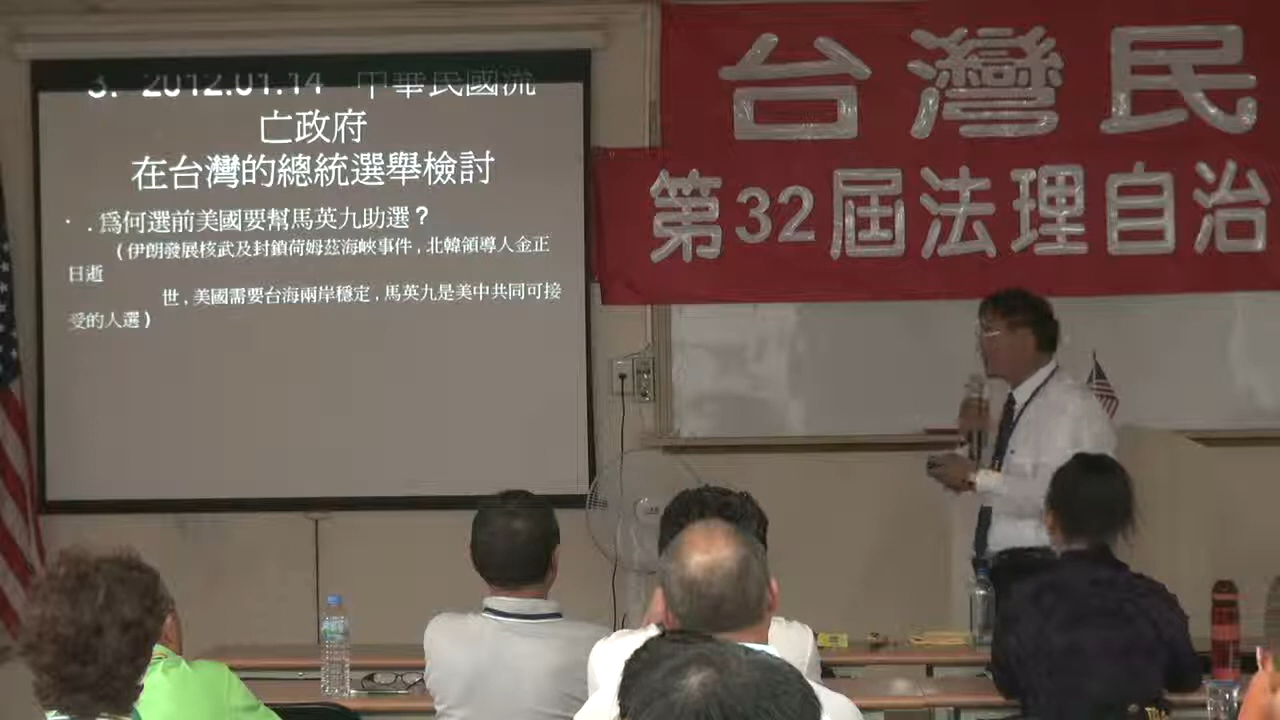 3. 2012.01.14 中華民國流
亡政府
在台灣的總統選舉檢討
· .為何選前美國要幫馬英九助選？
(伊朗發展核武及封鎖荷姆茲海峽事件，北韓領導人金正
日逝
世，美國需要台海兩岸穩定，馬英九是美中共同可接
受的人選)
台灣民
第32屆法理自治